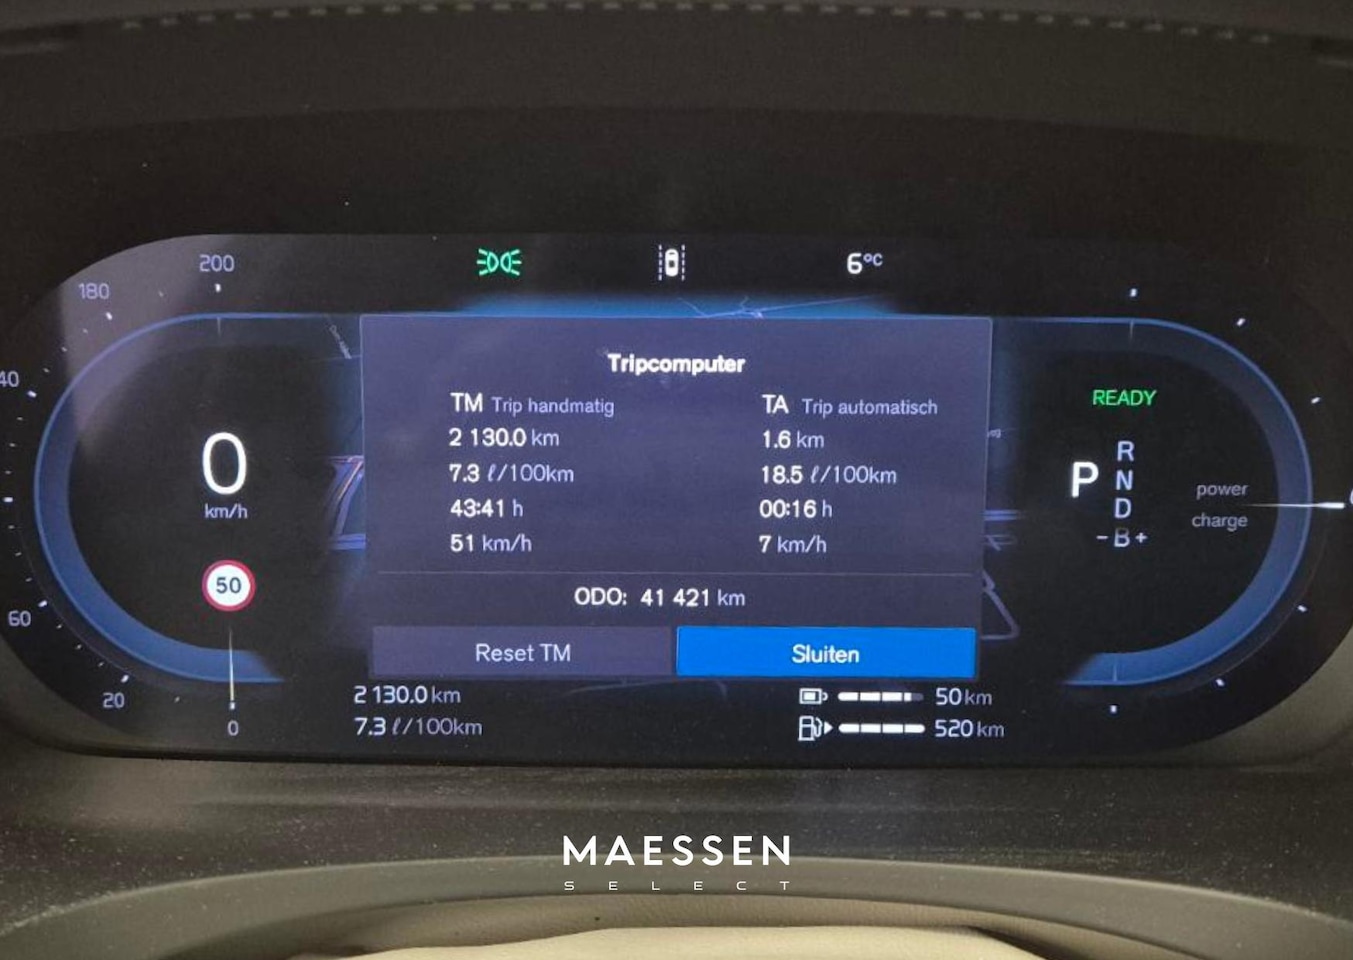 200
6°C
180
40
Tripcomputer
TM Trip handmatig
TA Trip automatisch
READY
2 130.0 km
1.6 km
0
km/h
7.3 ℓ/100km
18.5 ℓ/100km
P
R
N
D
-B+
power
charge
43:41 h
00:16 h
51 km/h
7 km/h
50
ODO: 41 421 km
60
Reset TM
Sluiten
20
0
2 130.0 km
50 km
7.3 ℓ/100km
520 km
MAESSEN
SELECT